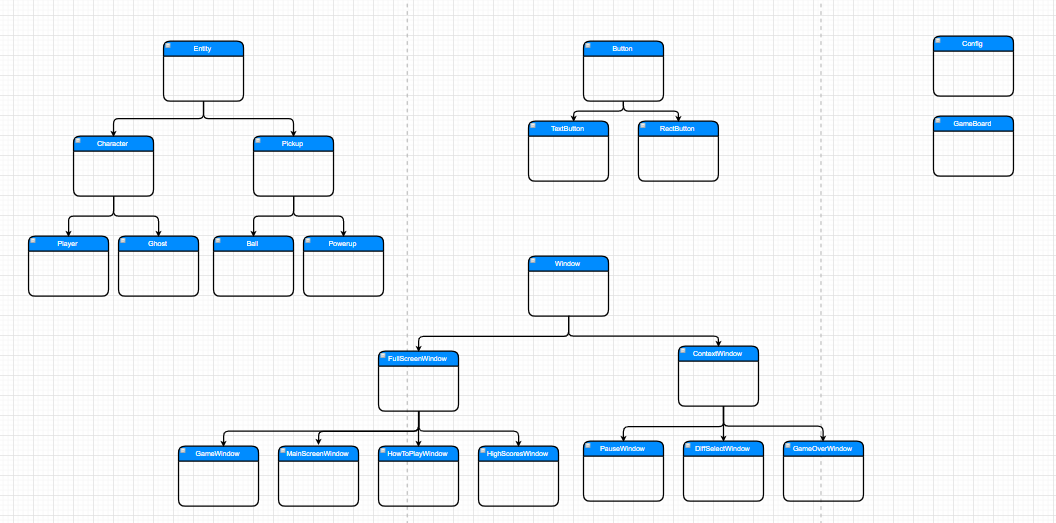 Entity
Button
Config
Character
Pickup
TextButton
RectButton
GameBoard
Player
Ghost
Ball
Powerup
Window
FullScreenWindow
ContextWindow
GameWindow
MainScreenWindow
HowToPlayWindow
HighScoresWindow
PauseWindow
DiffSelectWindow
GameOverWindow